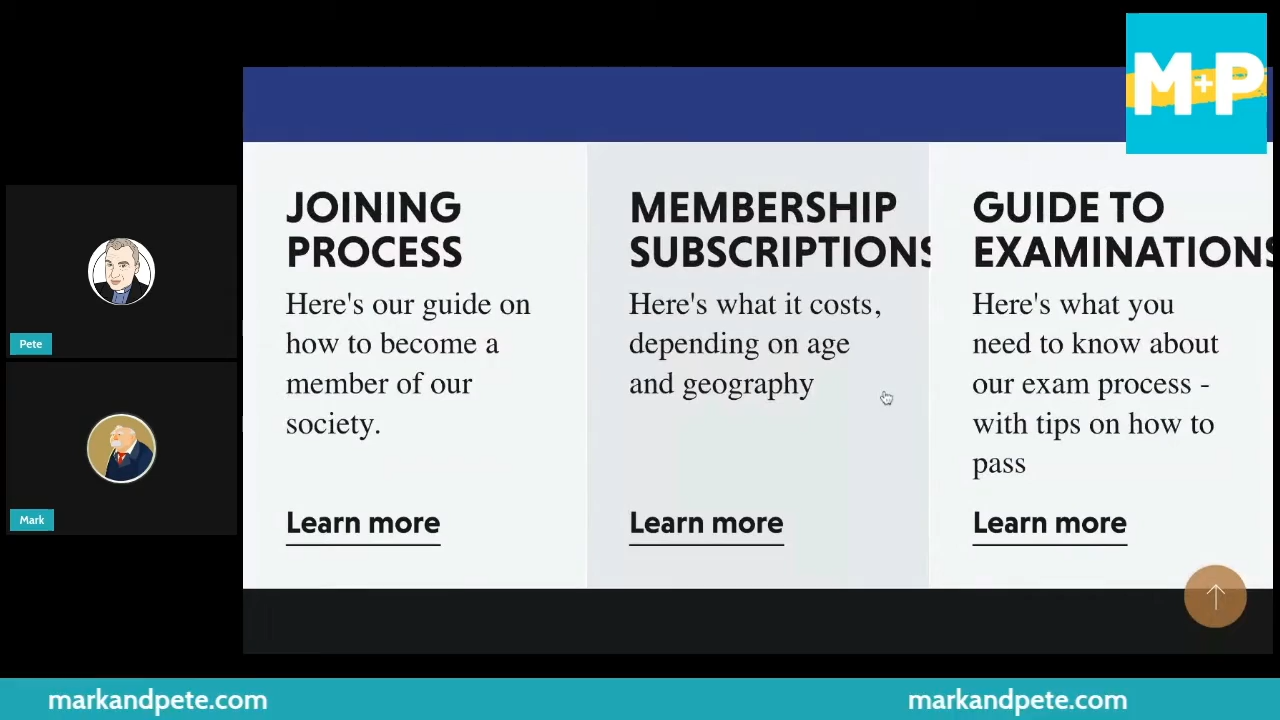 M+P
JOINING
PROCESS
Here's our guide on
how to become a
member of our
society.
Learn more
MEMBERSHIP
SUBSCRIPTIONS
Here's what it costs,
depending on age
and geography
Learn more
GUIDE TO
EXAMINATIONS
Here's what you
need to know about
our exam process -
with tips on how to
pass
Learn more
Pete
Mark
markandpete.com
markandpete.com